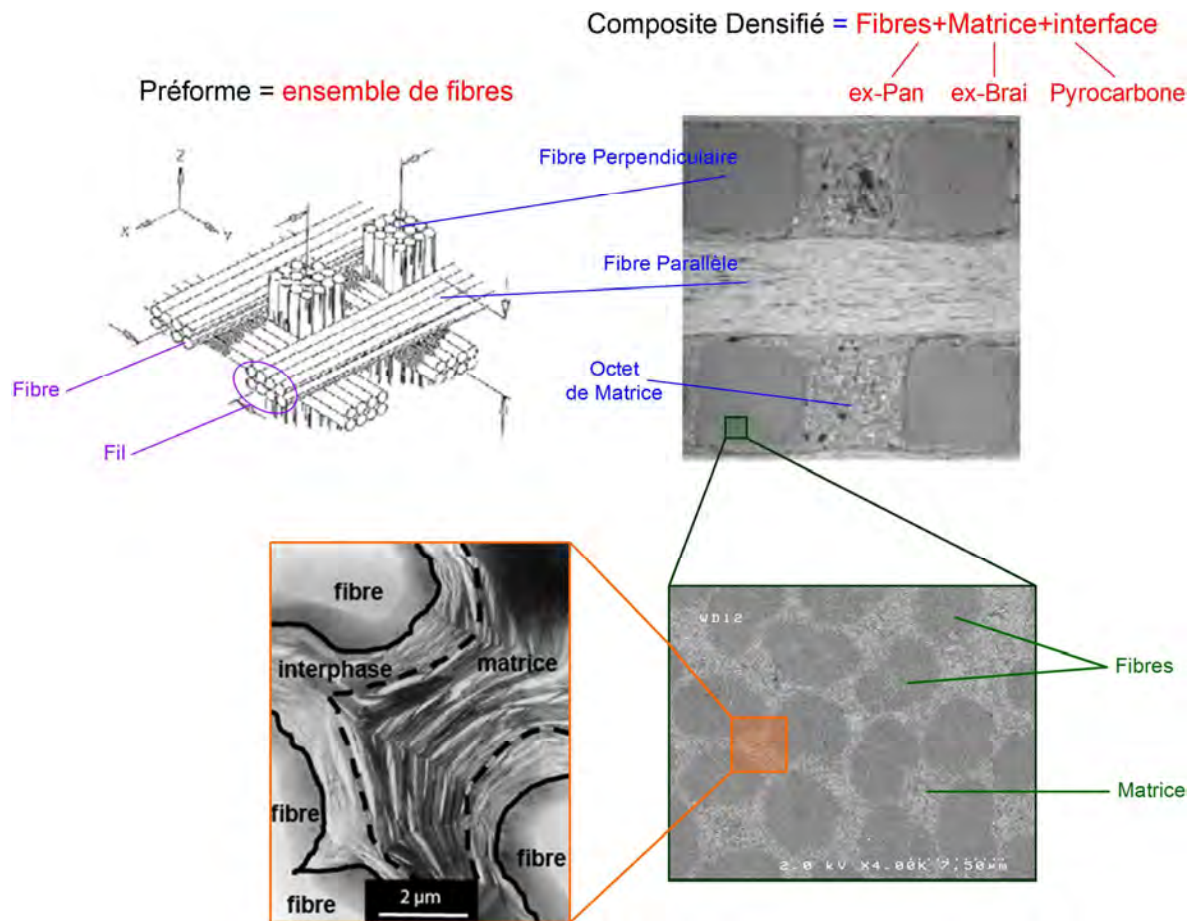 Composite Densifié = Fibres+Matrice+interface
ex-Pan ex-Brai Pyrocarbone
Préforme = ensemble de fibres
Z
X
Y
Fibre Perpendiculaire
Fibre Parallèle
Octet
de Matrice
Fibre
Fil
fibre
interphase
matrice
fibre
fibre
fibre
2 µm
WD12
Fibres
Matrice
2.0 kV X4.00K 7.50µm